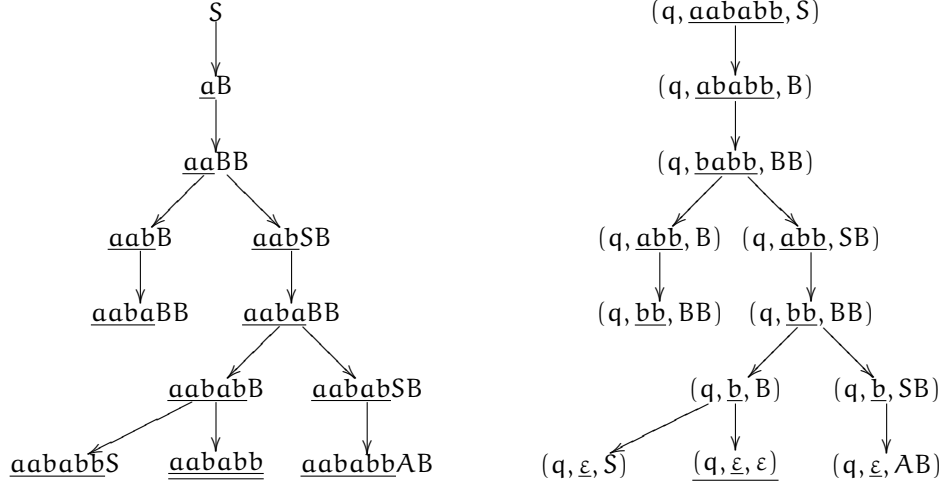 S (q, aababb, S)
aB (q, ababb, B)
aaBB (q, babb, BB)
aabB aabSB (q, abb, B) (q, abb, SB)
aabaBB aabaBB (q, bb, BB) (q, bb, BB)
aababB aababSB (q, b, B) (q, b, SB)
aababbS aababb aababbAB (q, ε, S) (q, ε, ε) (q, ε, AB)